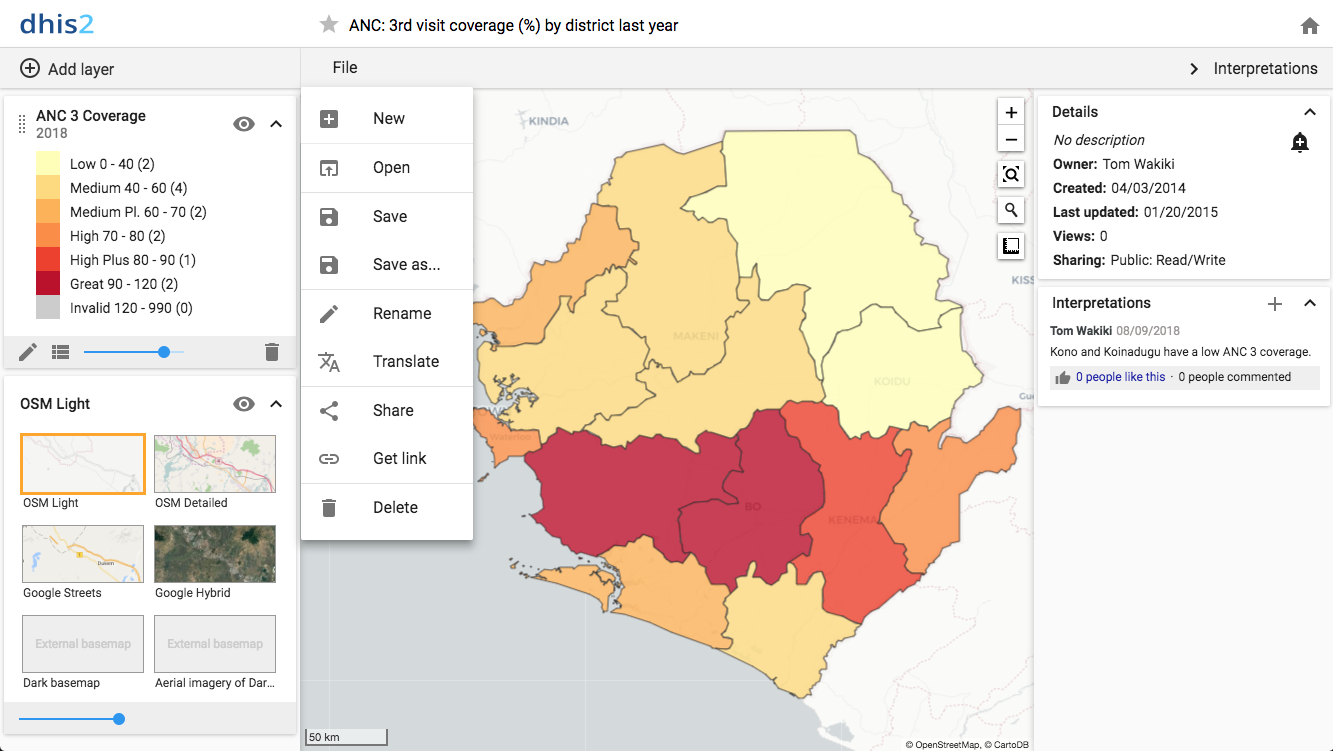 dhis2
ANC: 3rd visit coverage (%) by district last year
Add layer
File
Interpretations
ANC 3 Coverage
2018
Low 0 - 40 (2)
Medium 40 - 60 (4)
Medium Pl. 60 - 70 (2)
High 70 - 80 (2)
High Plus 80 - 90 (1)
Great 90 - 120 (2)
Invalid 120 - 990 (0)
OSM Light
OSM Light
OSM Detailed
Google Streets
Google Hybrid
External basemap
External basemap
Dark basemap
Aerial imagery of Dar...
New
Open
Save
Save as...
Rename
Translate
Share
Get link
Delete
KINDIA
MAKENI
KOIDU
KISS
Gu
Waterloo
BO
KENEMA
50 km
© OpenStreetMap, © CartoDB
+
−
Details
No description
Owner: Tom Wakiki
Created: 04/03/2014
Last updated: 01/20/2015
Views: 0
Sharing: Public: Read/Write
Interpretations
Tom Wakiki 08/09/2018
Kono and Koinadugu have a low ANC 3 coverage.
0 people like this · 0 people commented